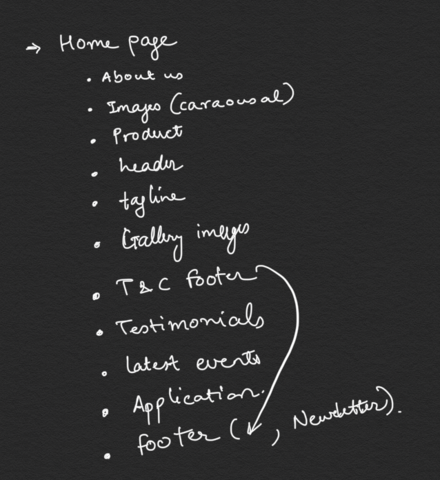 → Home page
• About us
• Images (caraousal)
• Product
• header
• tagline
• Gallery images
• T & C footer
• Testimonials
• Latest events
• Application.
• footer ( , Newsletter).